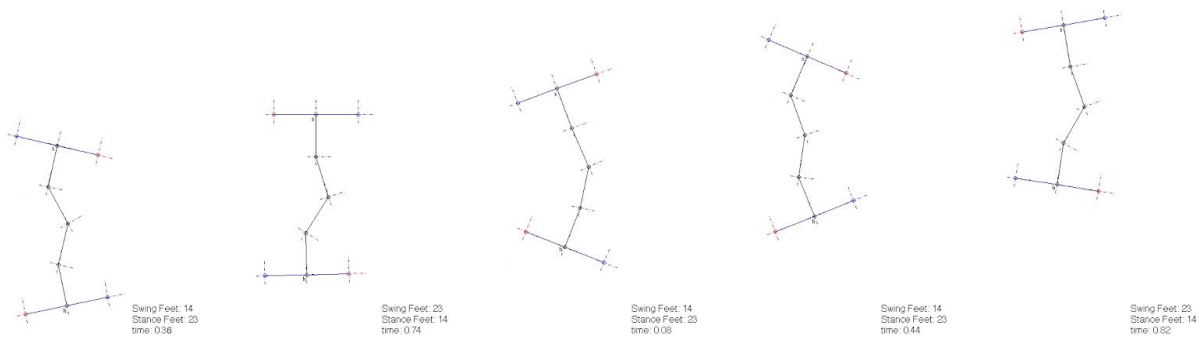 Swing Feet: 14
Stance Feet: 23
time: 0.36
Swing Feet: 23
Stance Feet: 14
time: 0.74
Swing Feet: 14
Stance Feet: 23
time: 0.08
Swing Feet: 14
Stance Feet: 23
time: 0.44
Swing Feet: 23
Stance Feet: 14
time: 0.82